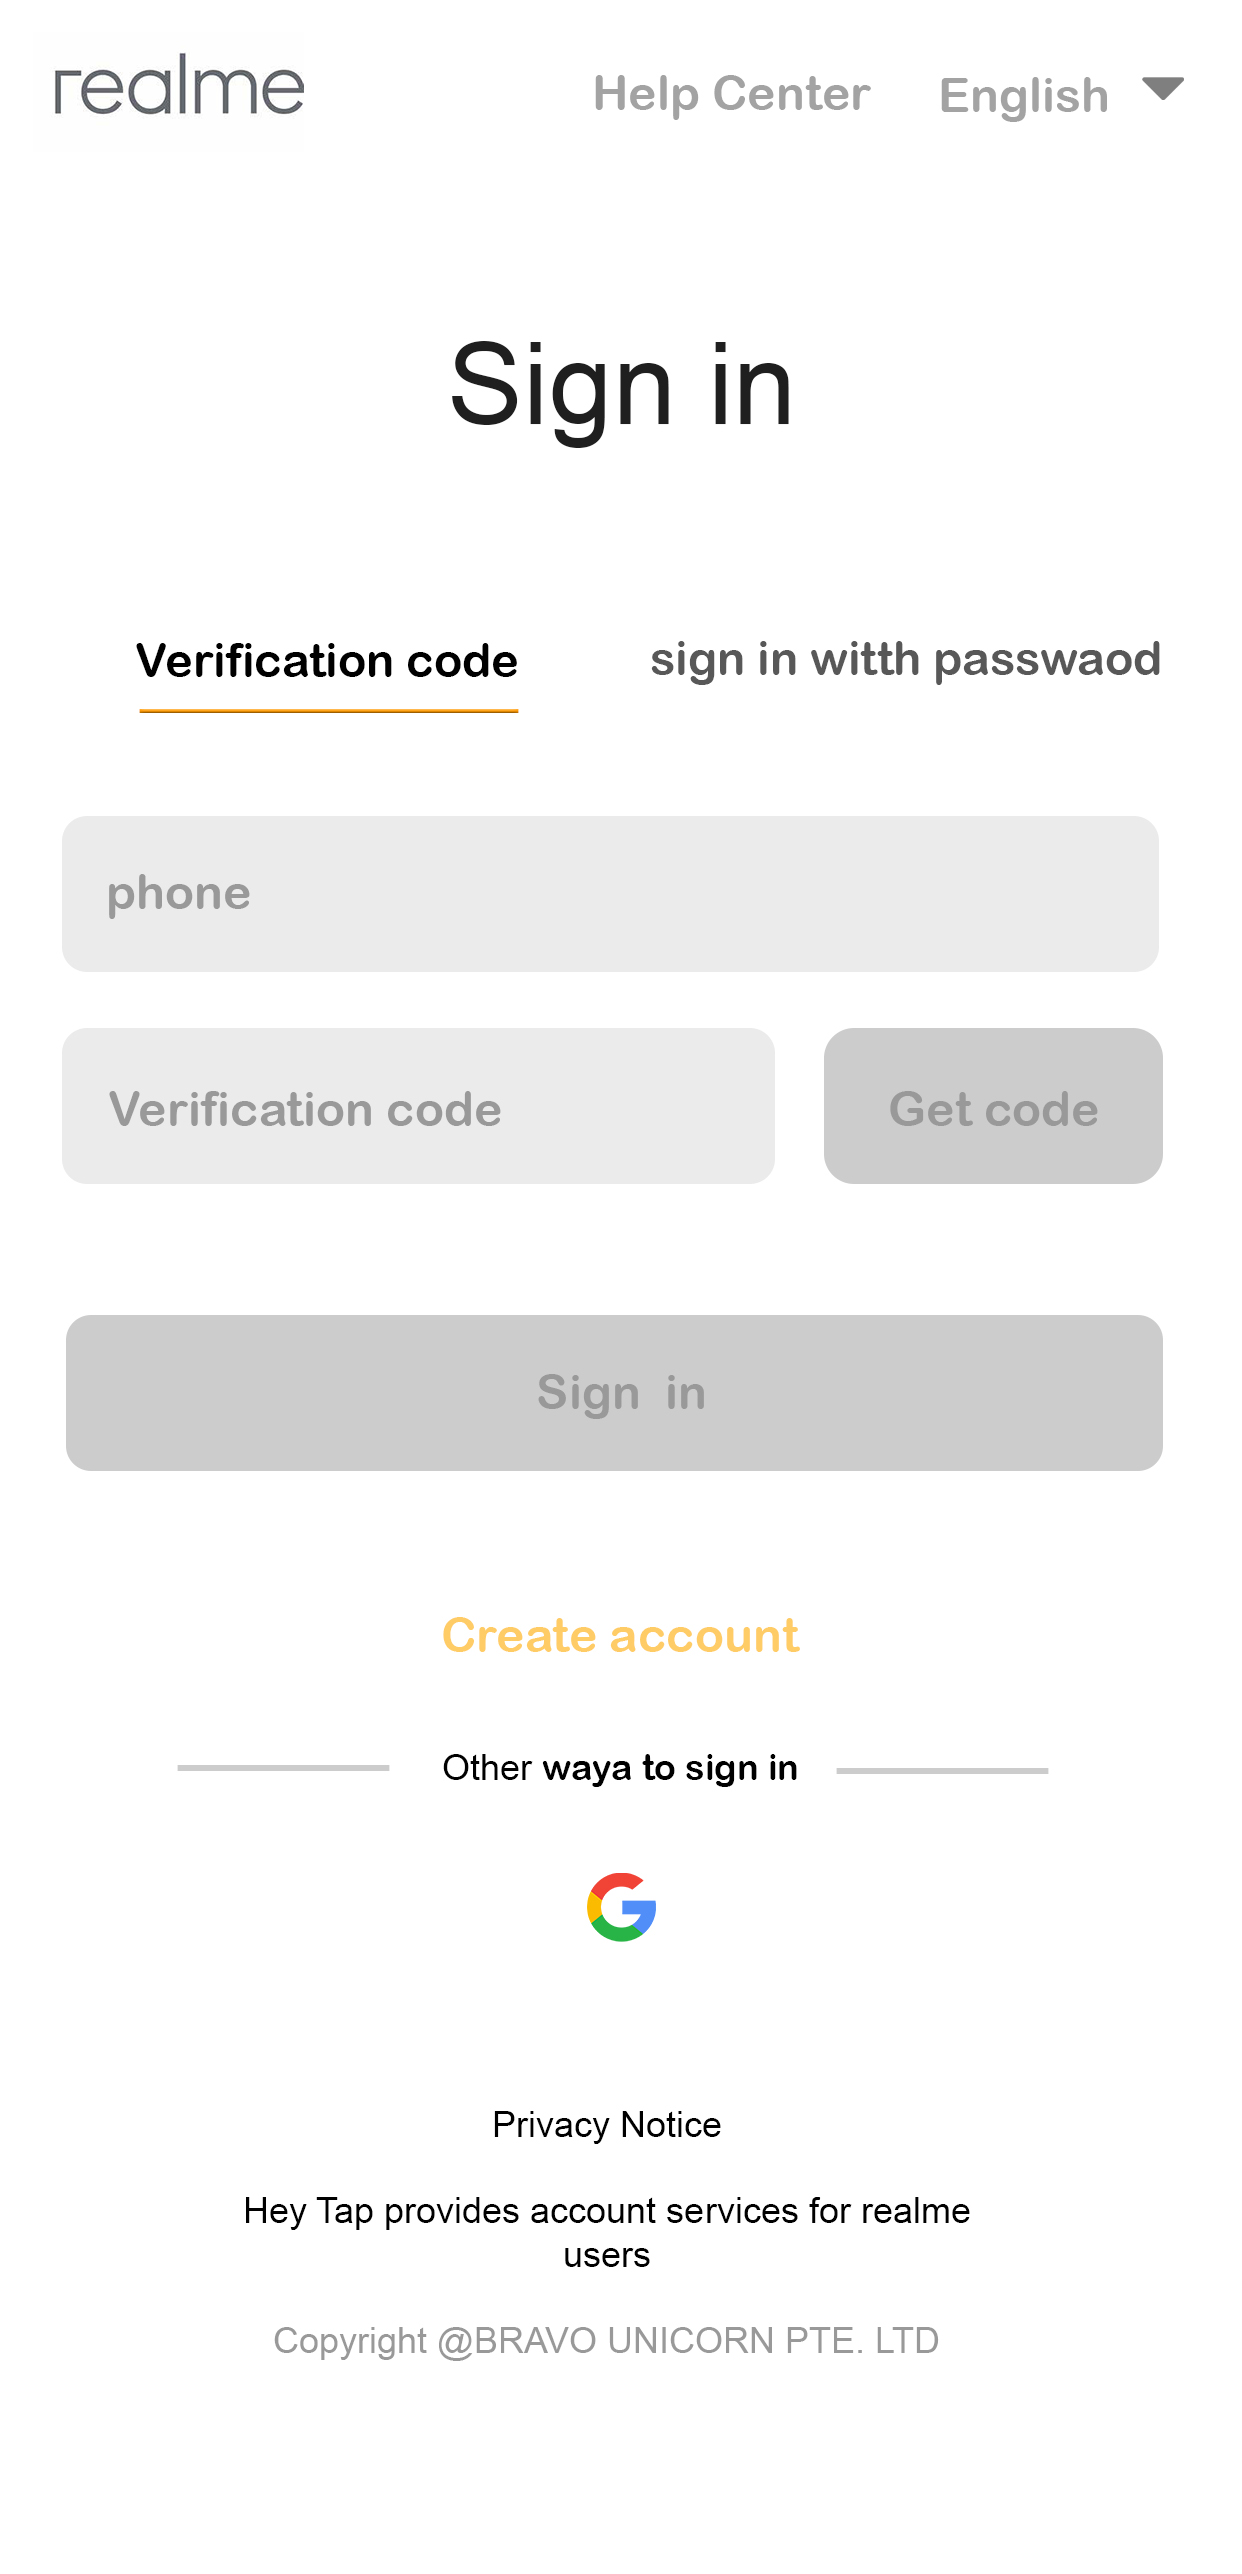 realme
Help Center English
Sign in
Verification code sign in witth passwaod
phone
Verification code Get code
Sign in
Create account
Other waya to sign in
Privacy Notice
Hey Tap provides account services for realme
users
Copyright @BRAVO UNICORN PTE. LTD